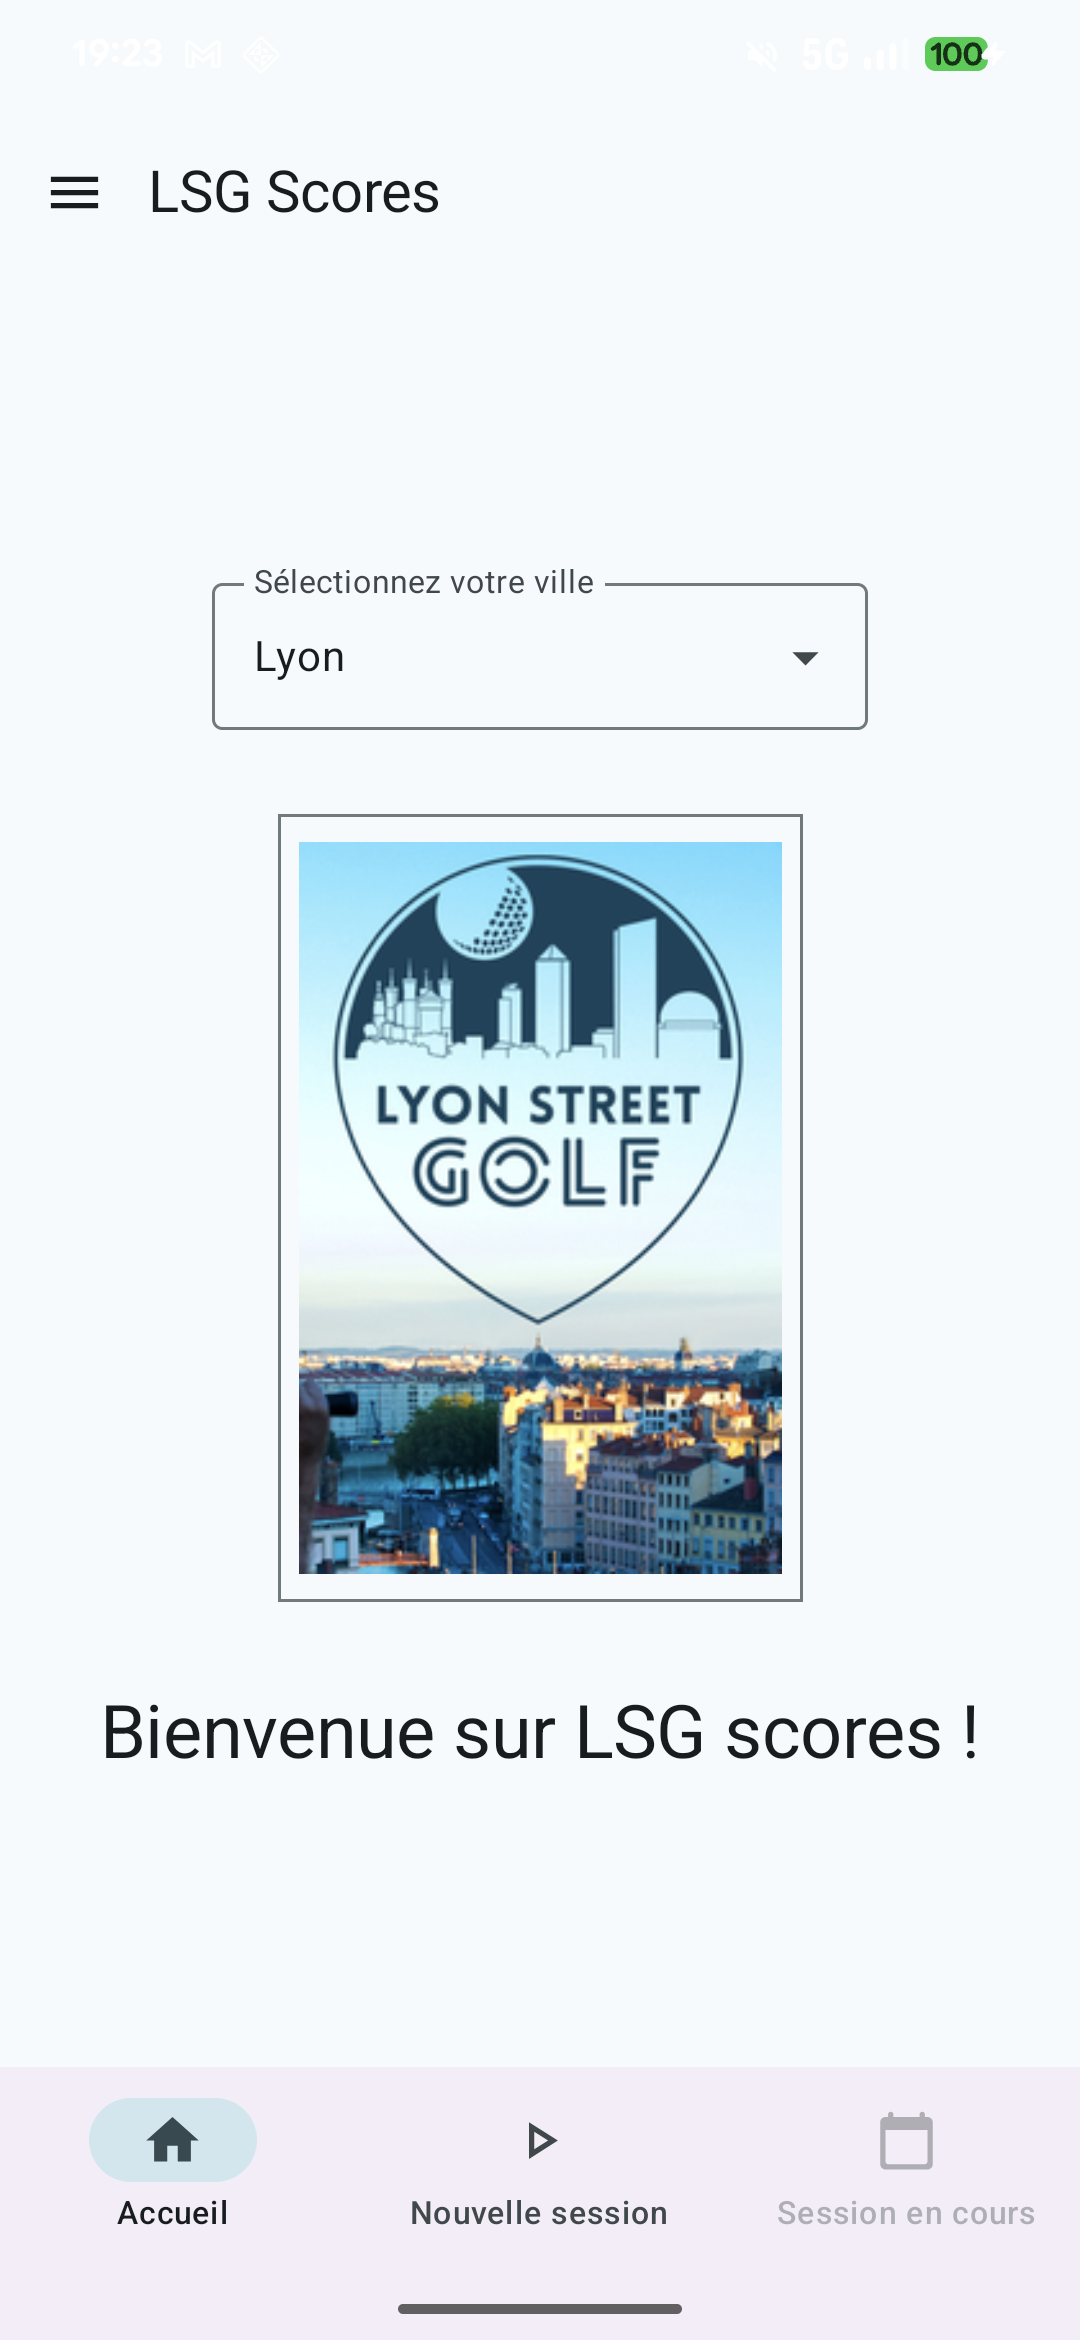 19:23 5G 100
LSG Scores
Sélectionnez votre ville
Lyon
LYON STREET
GOLF
Bienvenue sur LSG scores !
Accueil Nouvelle session Session en cours